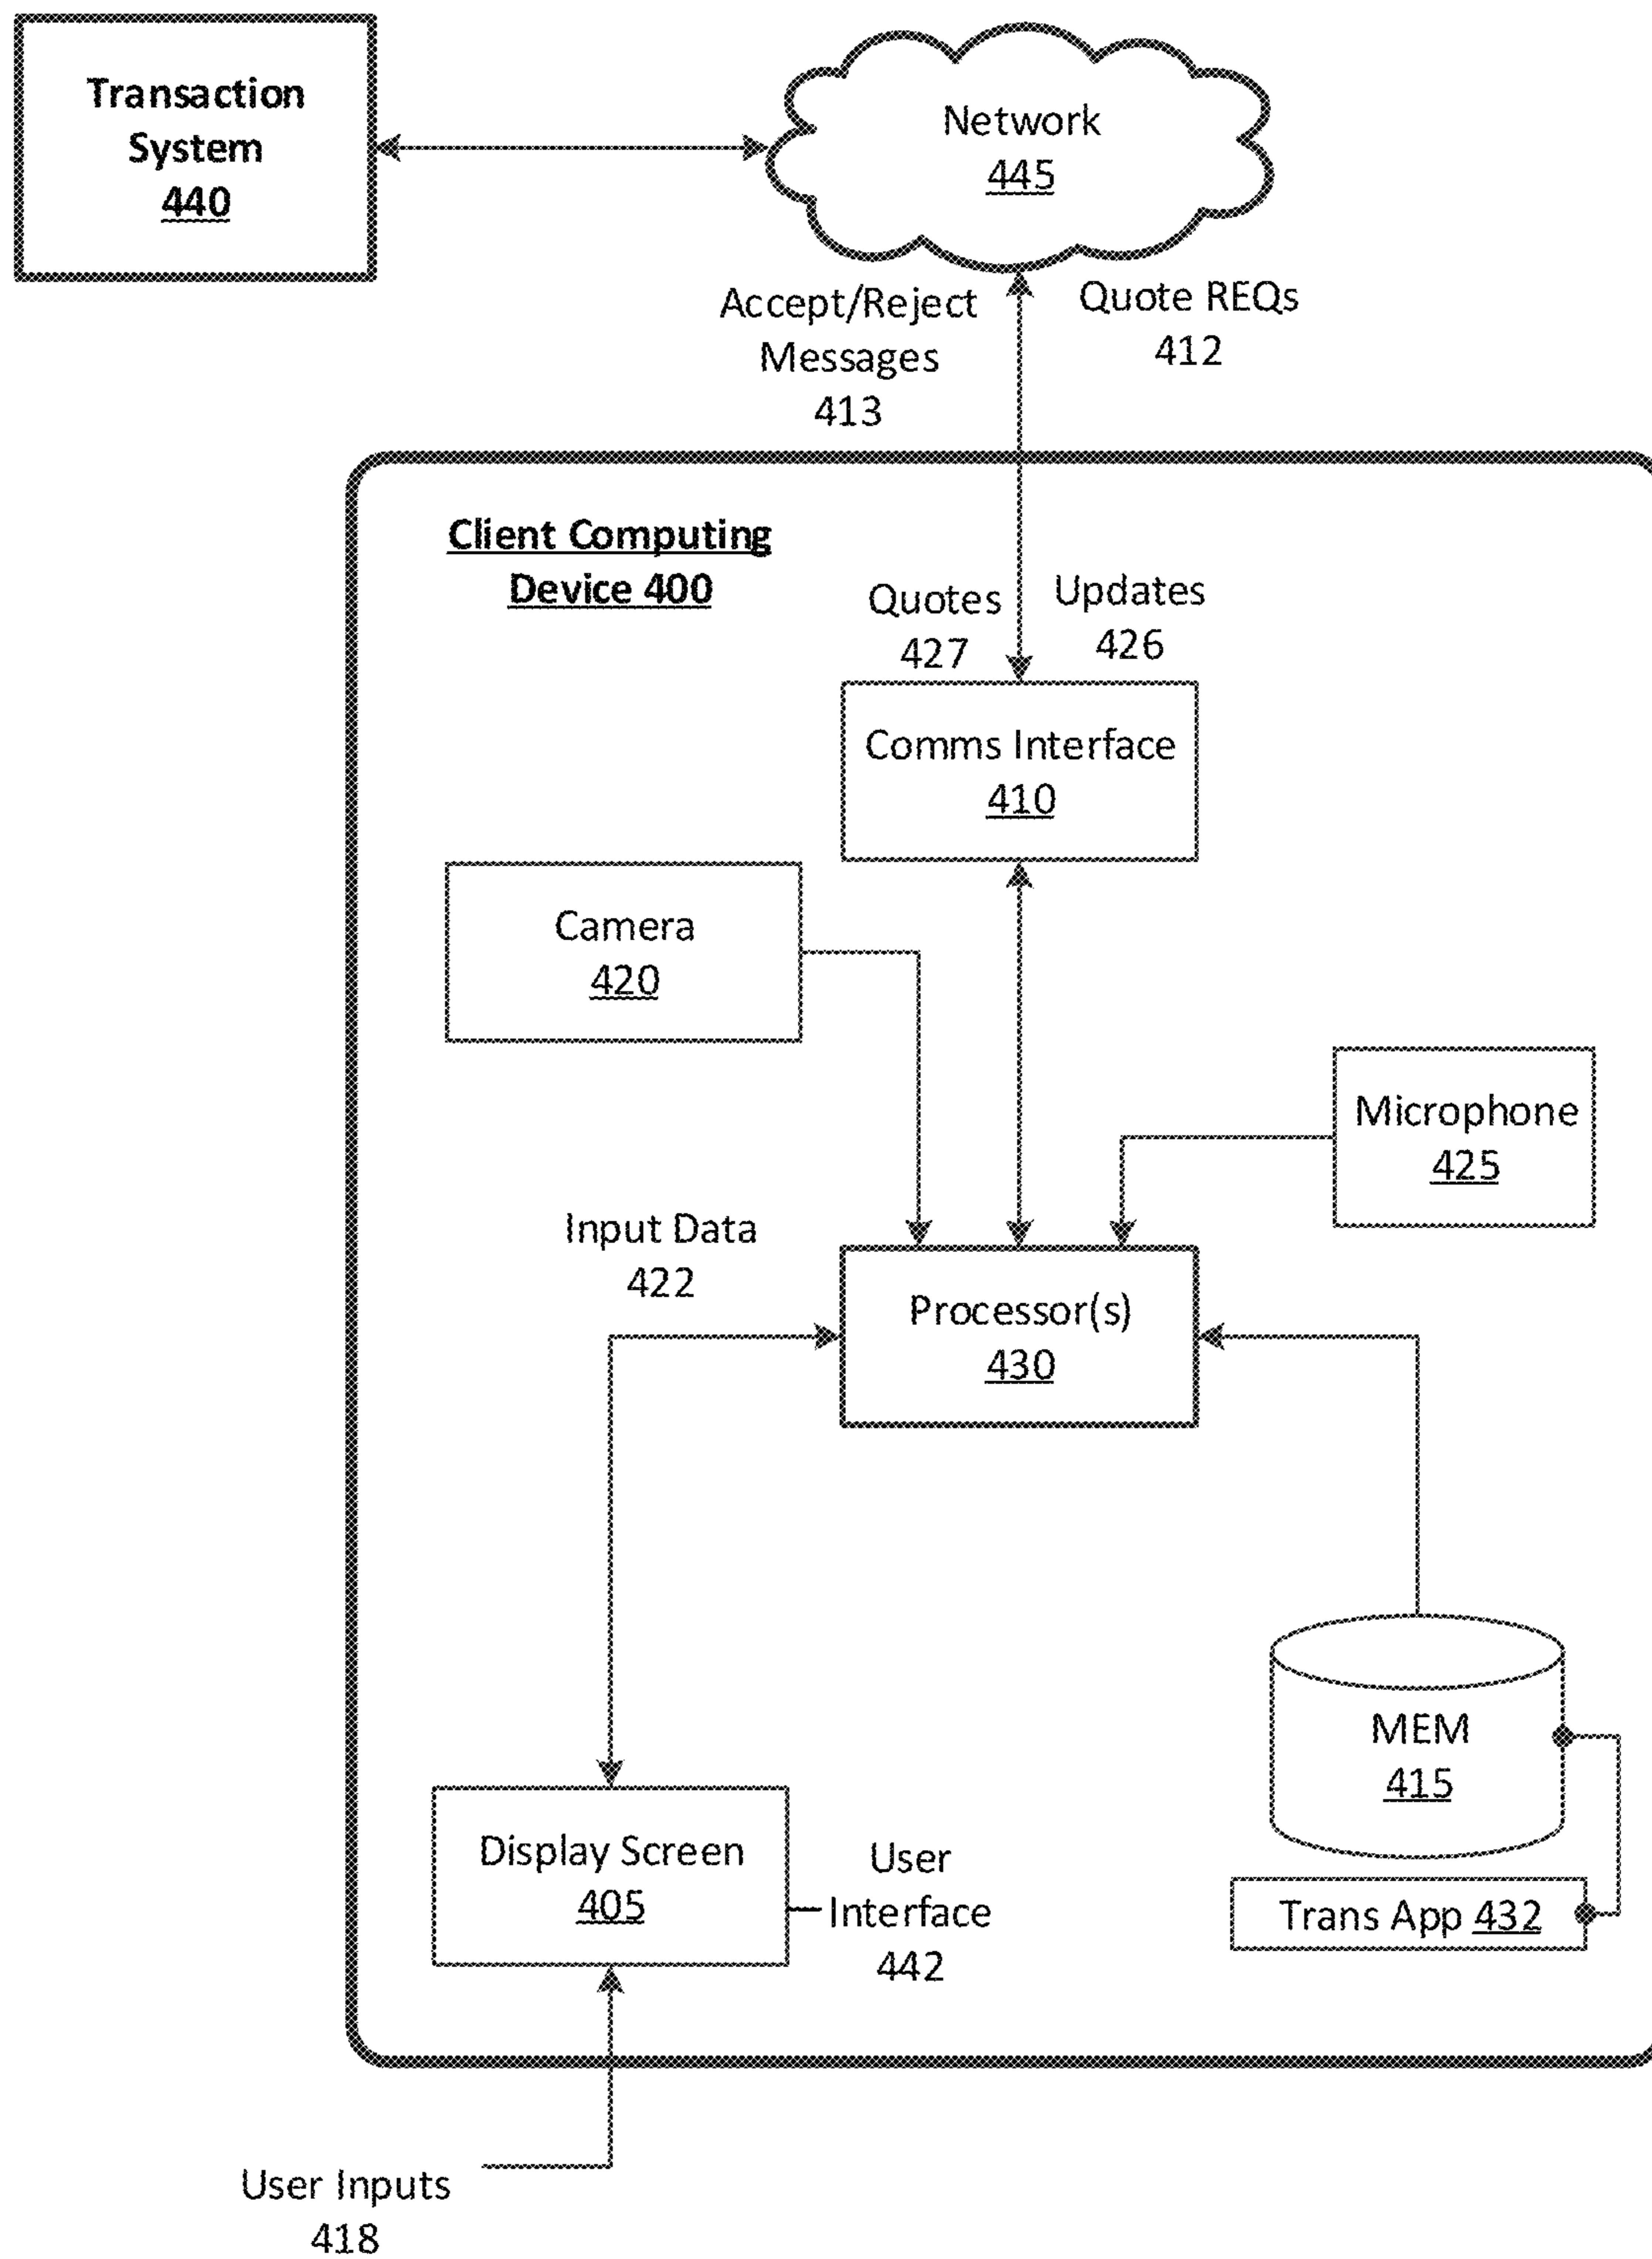 Transaction
System
440
Network
445
Accept/Reject
Messages
413
Quote REQs
412
Client Computing
Device 400
Quotes
427
Updates
426
Comms Interface
410
Camera
420
Microphone
425
Input Data
422
Processor(s)
430
MEM
415
Display Screen
405
User
Interface
442
Trans App 432
User Inputs
418